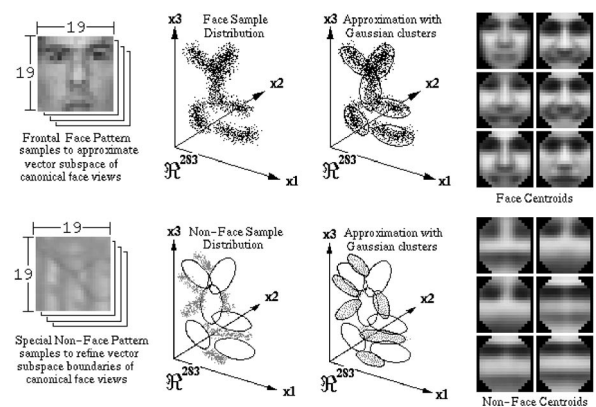 19
19
Frontal Face Pattern
samples to approximate
vector subspace of
canonical face views
x3
Face Sample
Distribution
x2
x1
ℜ283
x3
Approximation with
Gaussian clusters
x2
x1
ℜ283
Face Centroids
19
19
Special Non-Face Pattern
samples to refine vector
subspace boundaries of
canonical face views
x3
Non-Face Sample
Distribution
x2
x1
ℜ283
x3
Approximation with
Gaussian clusters
x2
x1
ℜ283
Non-Face Centroids